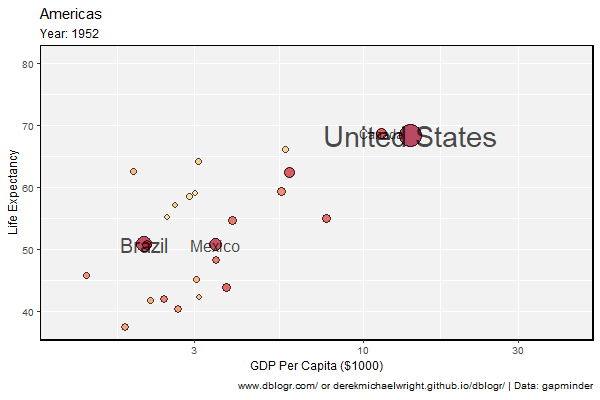 Americas
Year: 1952
80
70
60
50
40
Life Expectancy
United States
Canada
Brazil
Mexico
3
10
30
GDP Per Capita ($1000)
www.dblogr.com/ or derekmichaelwright.github.io/dblogr/ | Data: gapminder